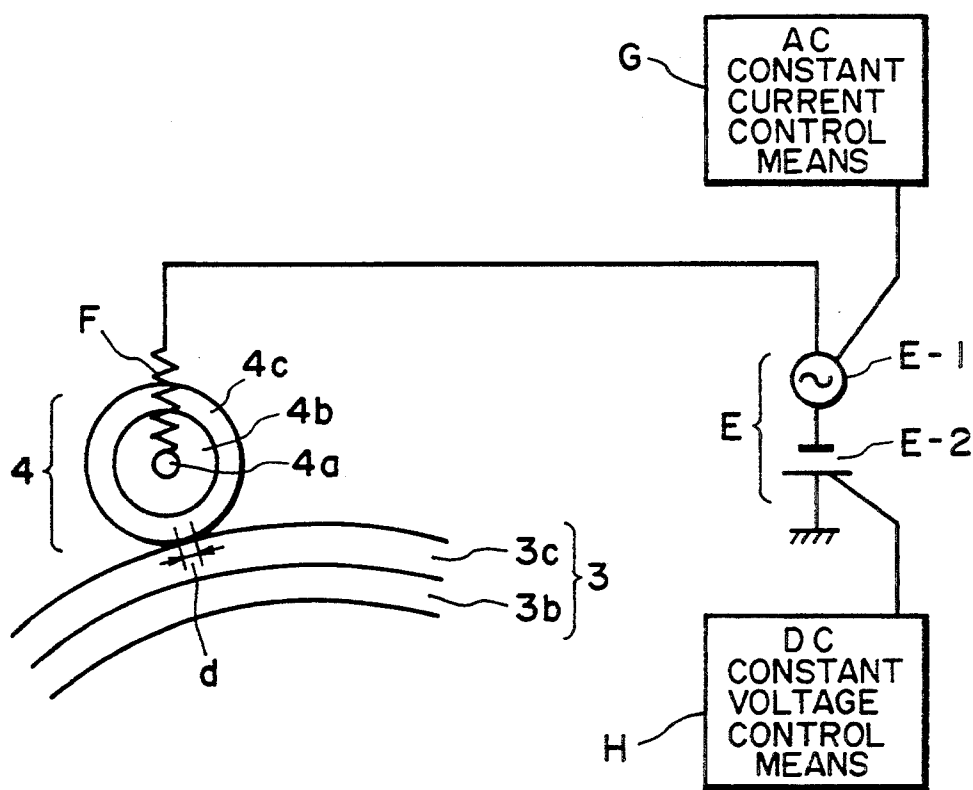 G
AC
CONSTANT
CURRENT
CONTROL
MEANS
F
4c
4b
4
4a
E-1
E
E-2
3c
3
3b
d
H
DC
CONSTANT
VOLTAGE
CONTROL
MEANS